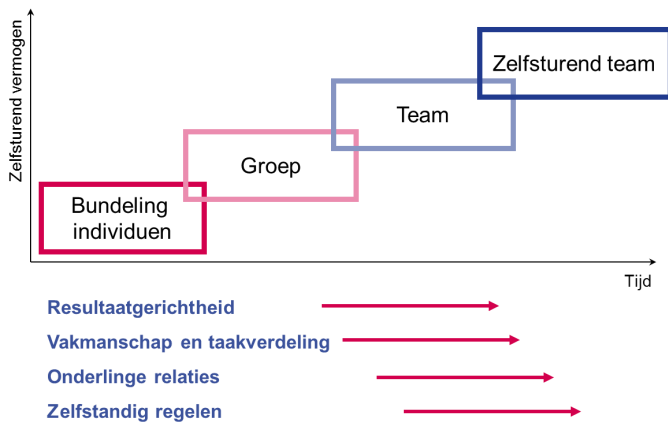 Zelfsturend vermogen
Zelfsturend team
Team
Groep
Bundeling
individuen
Tijd
Resultaatgerichtheid
Vakmanschap en taakverdeling
Onderlinge relaties
Zelfstandig regelen